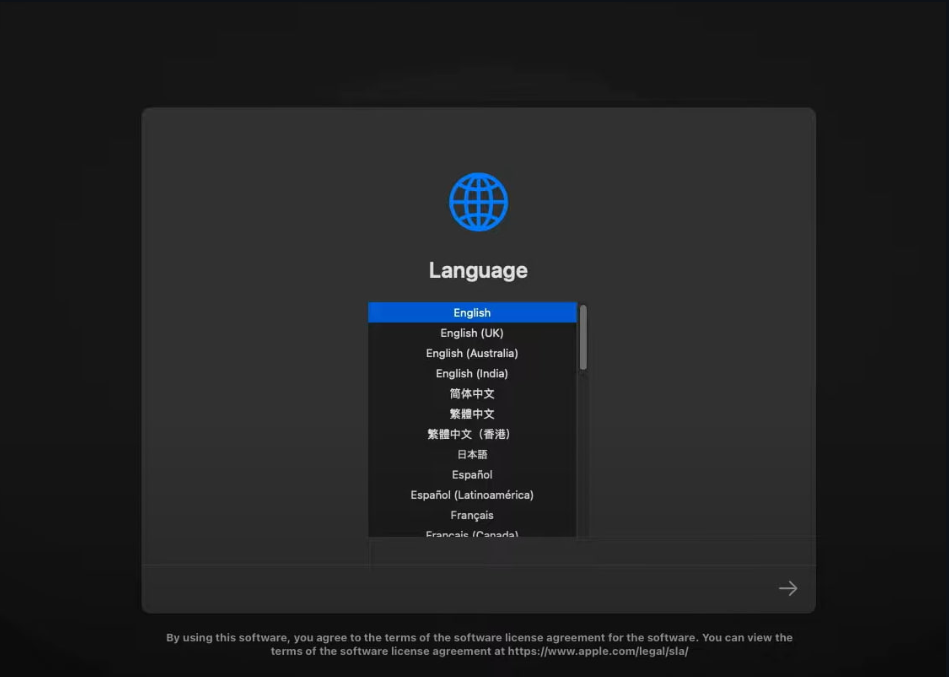 Language
English
English (UK)
English (Australia)
English (India)
简体中文
繁體中文
繁體中文（香港）
日本語
Español
Español (Latinoamérica)
Français
Français (Canada)
By using this software, you agree to the terms of the software license agreement for the software. You can view the
terms of the software license agreement at https://www.apple.com/legal/sla/